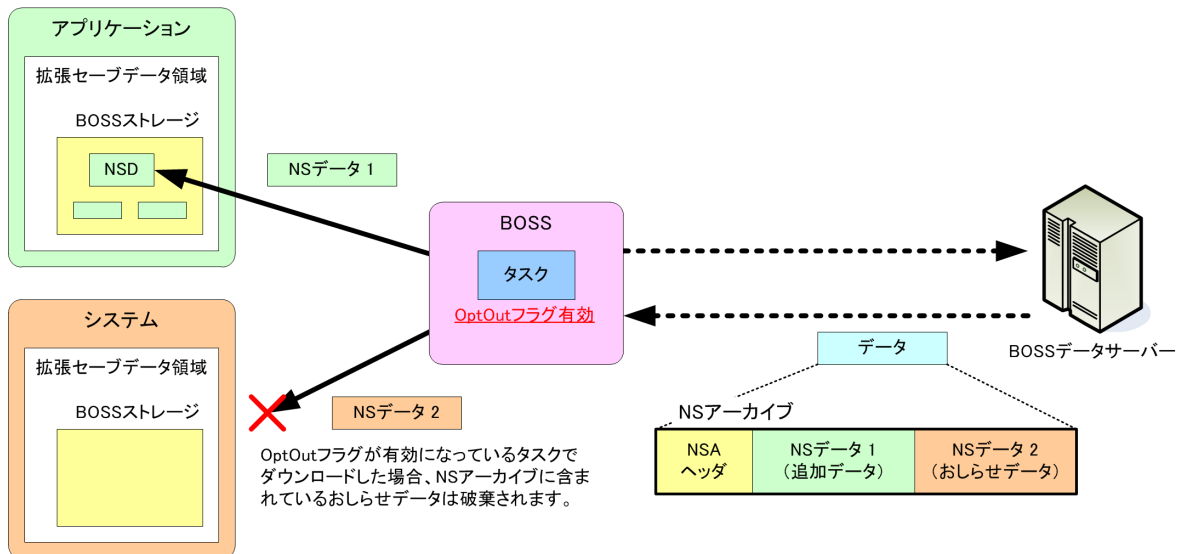 アプリケーション
拡張セーブデータ領域
BOSSストレージ
NSD
NSデータ 1
BOSS
タスク
OptOutフラグ有効
BOSSデータサーバー
データ
NSアーカイブ
NSA
ヘッダ
NSデータ 1
(追加データ)
NSデータ 2
(おしらせデータ)
システム
拡張セーブデータ領域
BOSSストレージ
NSデータ 2
OptOutフラグが有効になっているタスクで
ダウンロードした場合、NSアーカイブに含ま
れているおしらせデータは破棄されます。